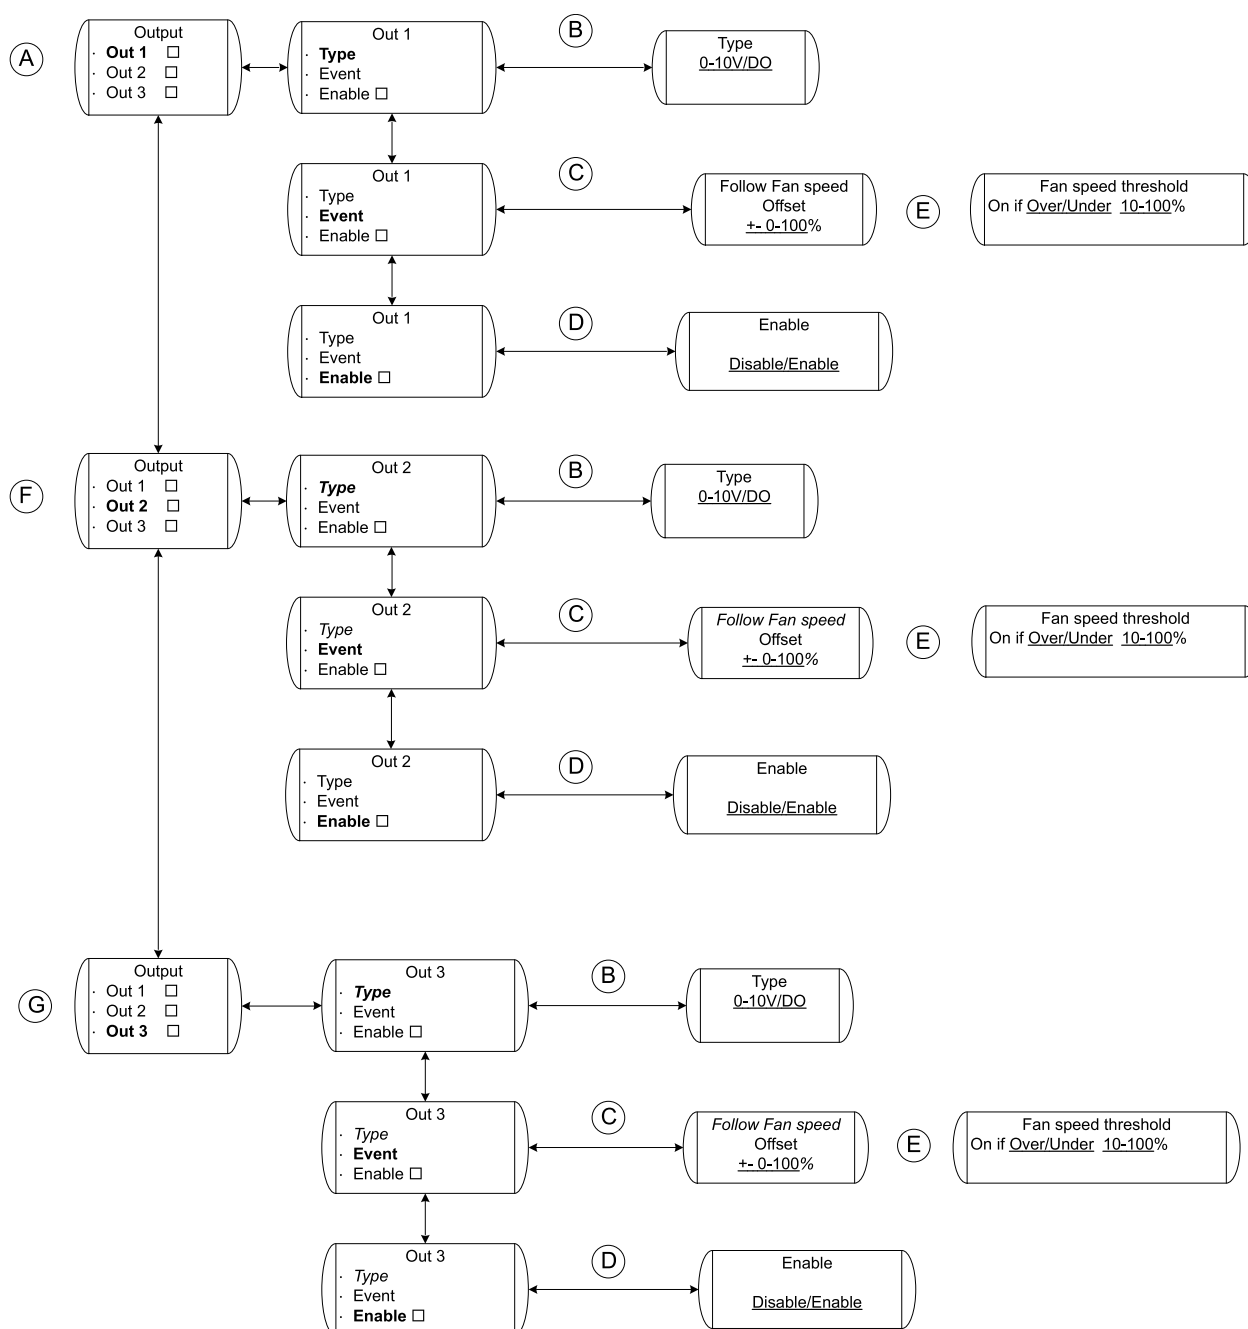 A
Output
· Out 1 □
· Out 2 □
· Out 3 □
Out 1
· Type
· Event
· Enable □
B
Type
0-10V/DO
Out 1
· Type
· Event
· Enable □
C
Follow Fan speed
Offset
+- 0-100%
E
Fan speed threshold
On if Over/Under 10-100%
Out 1
· Type
· Event
· Enable □
D
Enable
Disable/Enable
F
Output
· Out 1 □
· Out 2 □
· Out 3 □
Out 2
· Type
· Event
· Enable □
B
Type
0-10V/DO
Out 2
· Type
· Event
· Enable □
C
Follow Fan speed
Offset
+- 0-100%
E
Fan speed threshold
On if Over/Under 10-100%
Out 2
· Type
· Event
· Enable □
D
Enable
Disable/Enable
G
Output
· Out 1 □
· Out 2 □
· Out 3 □
Out 3
· Type
· Event
· Enable □
B
Type
0-10V/DO
Out 3
· Type
· Event
· Enable □
C
Follow Fan speed
Offset
+- 0-100%
E
Fan speed threshold
On if Over/Under 10-100%
Out 3
· Type
· Event
· Enable □
D
Enable
Disable/Enable